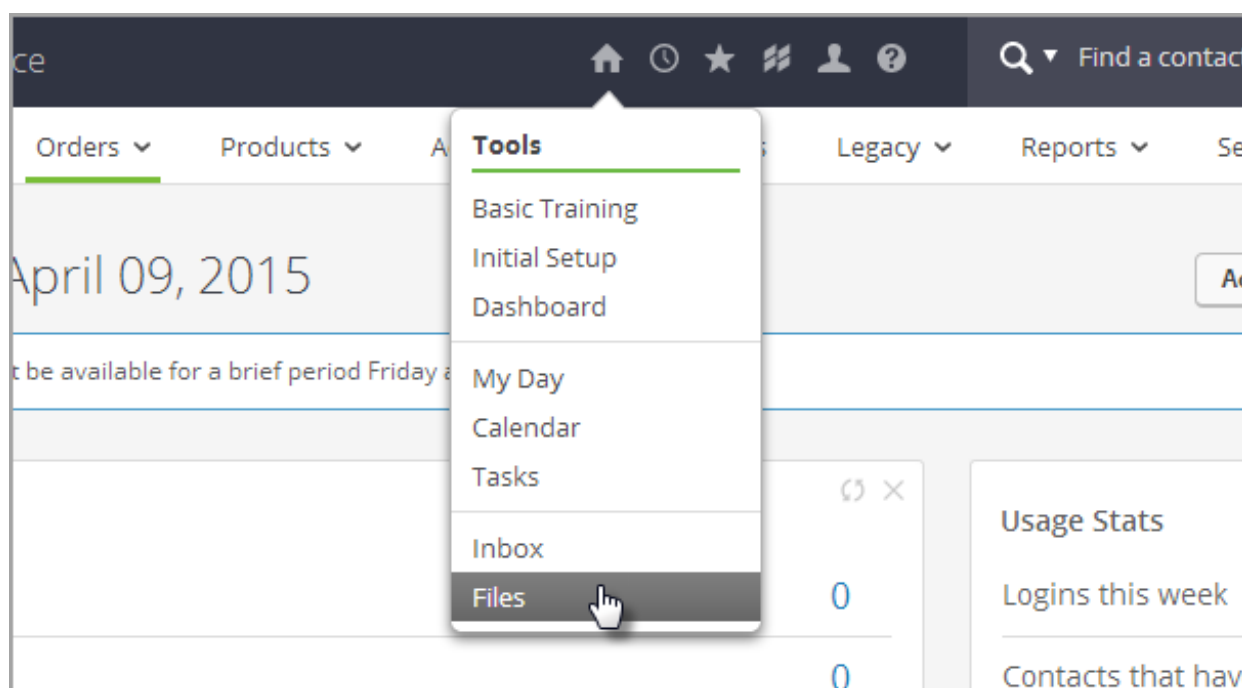 ce
Find a contact
Orders Products A Legacy Reports Se
Tools
Basic Training
Initial Setup
Dashboard
My Day
Calendar
Tasks
Inbox
Files
April 09, 2015
t be available for a brief period Friday a
0
0
Usage Stats
Logins this week
Contacts that hav